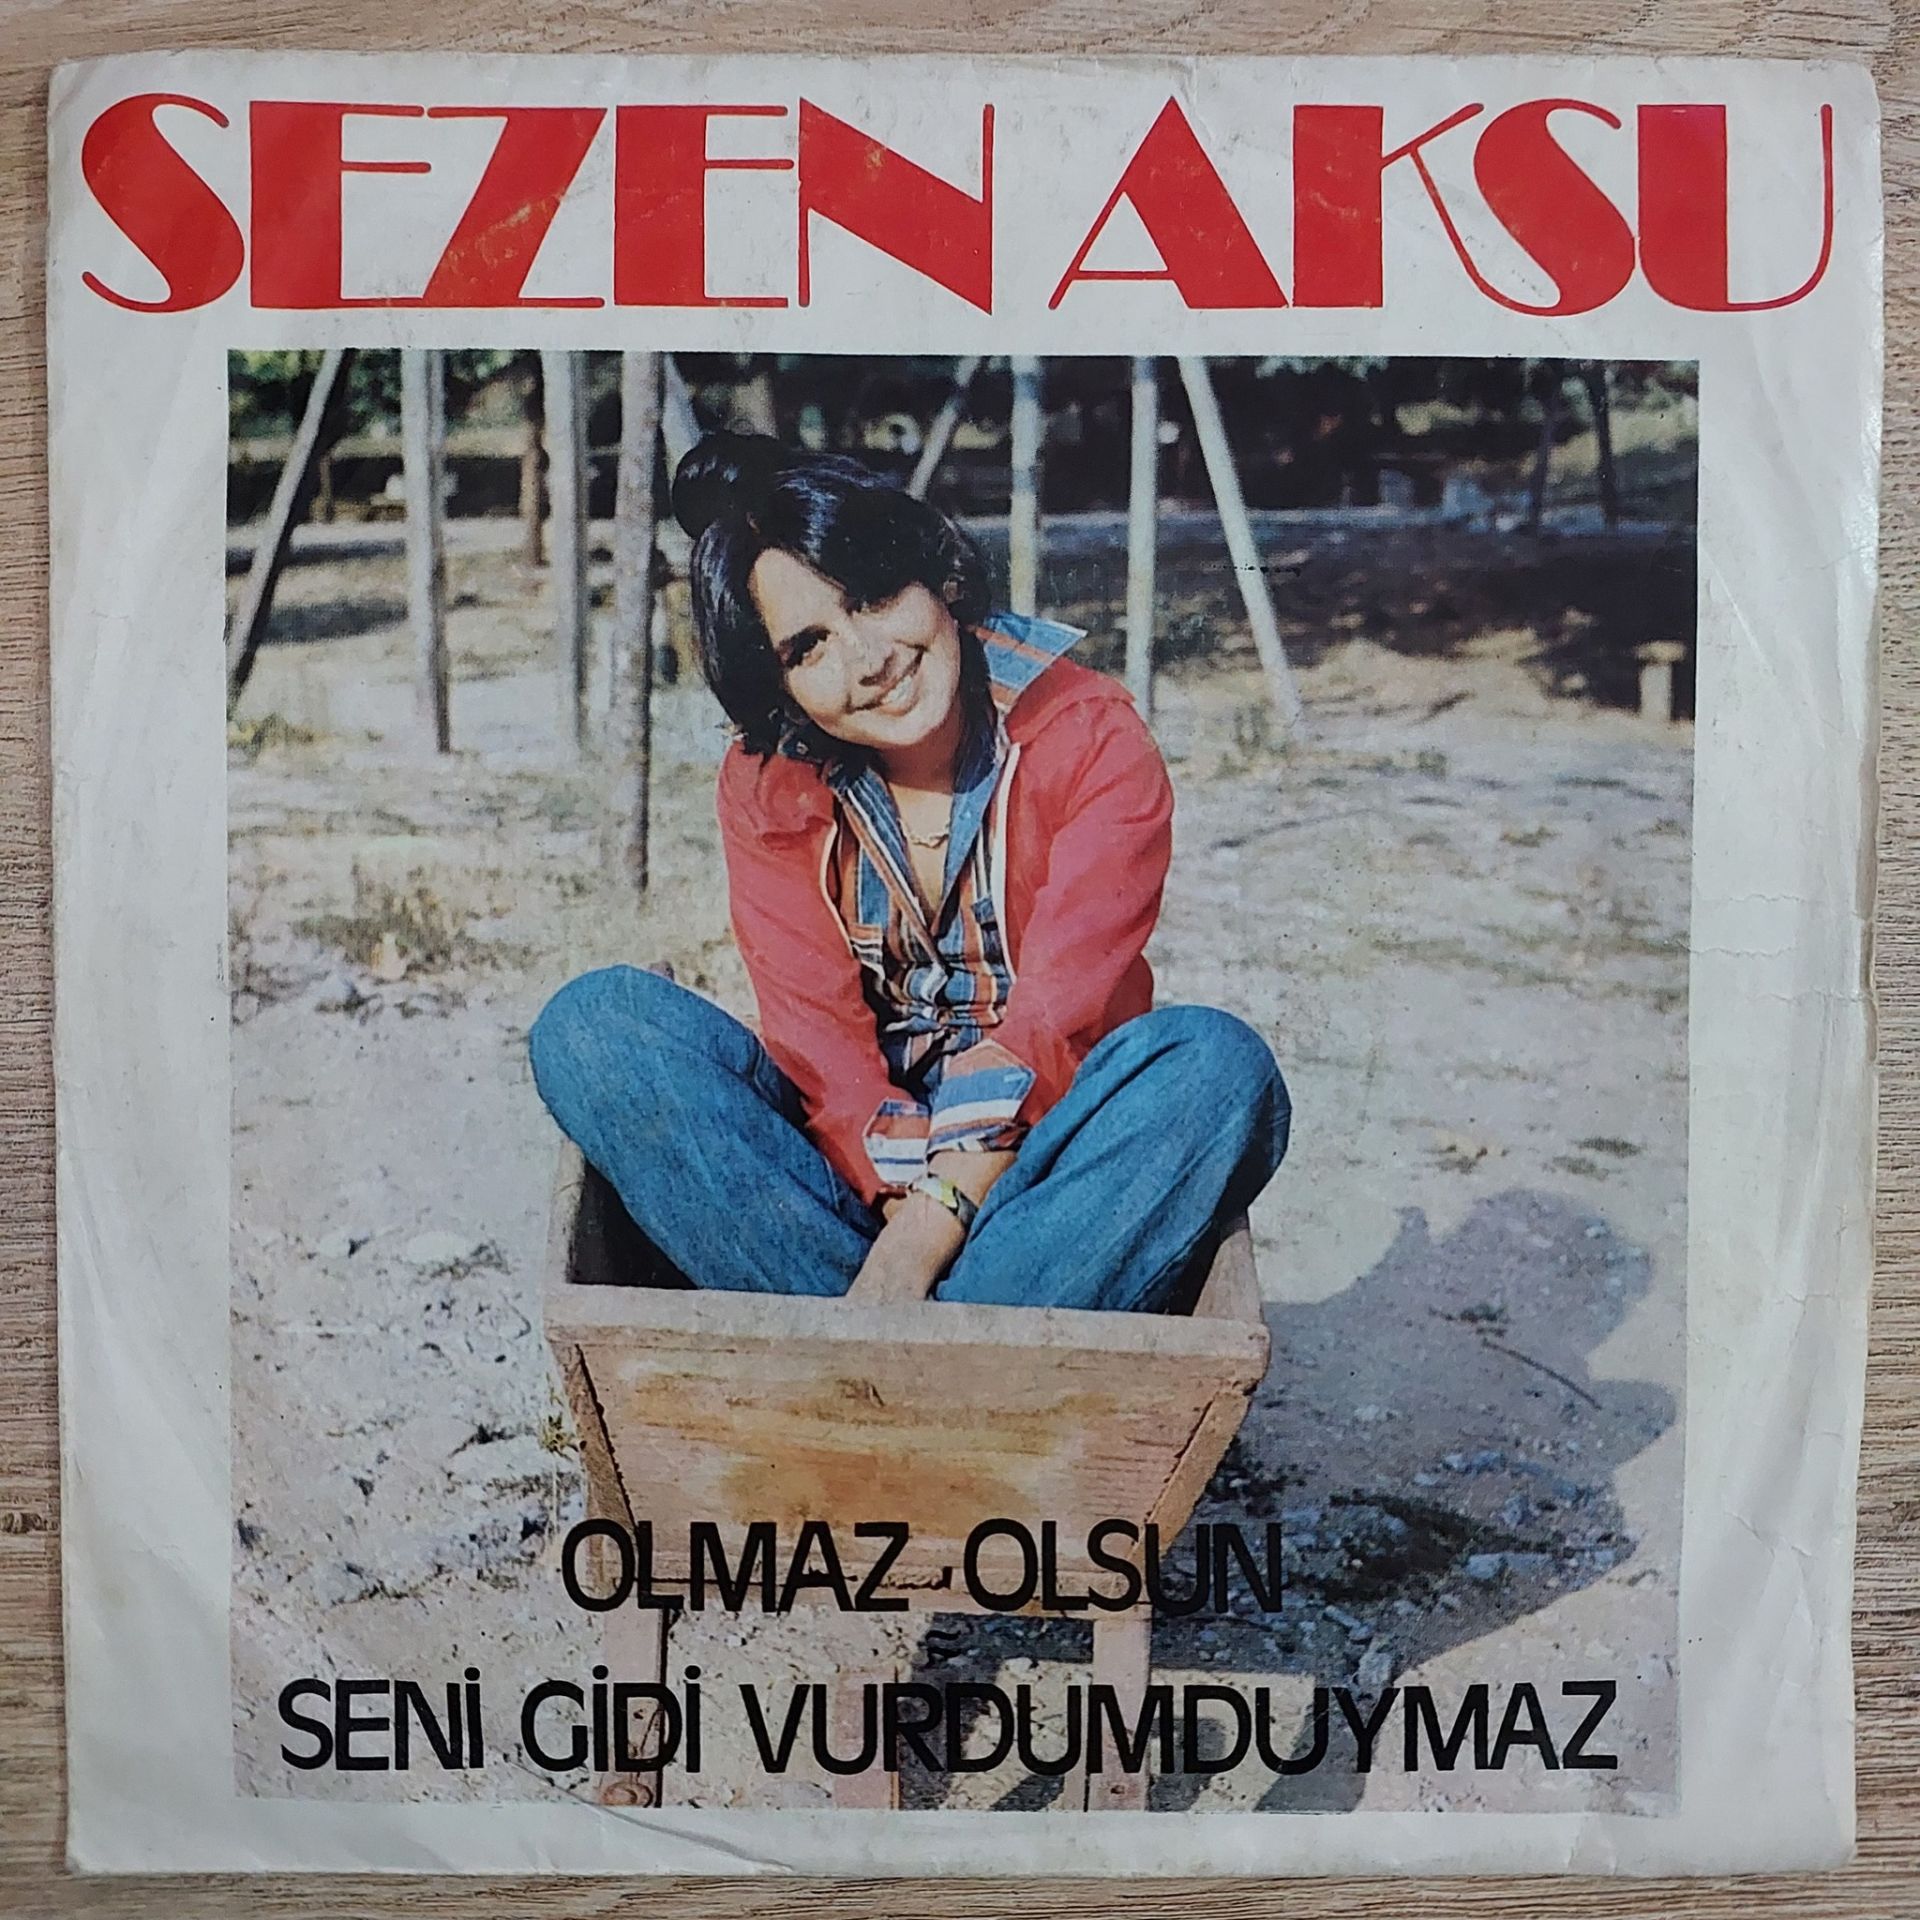 SEZEN AKSU
OLMAZ OLSUN
SENİ GİDİ VURDUMDUYMAZ